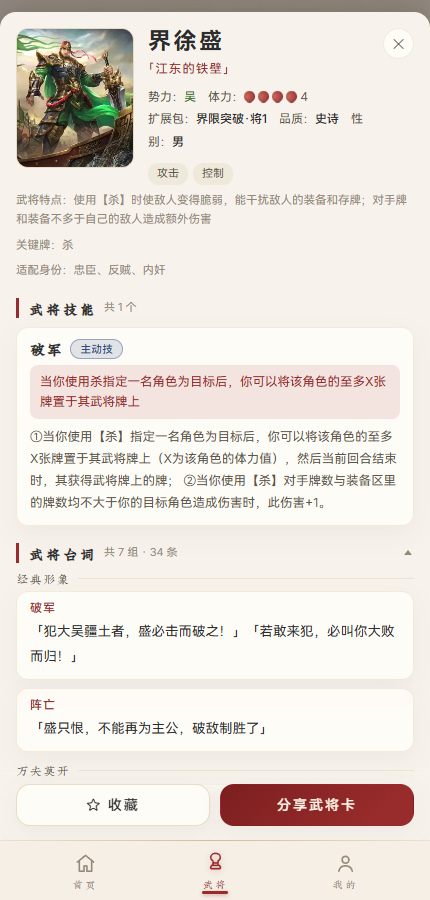 界徐盛
「江东的铁壁」
势力： 吴 体力： 4
扩展包： 界限突破·将1 品质： 史诗 性
别： 男
攻击 控制
武将特点：使用【杀】时使敌人变得脆弱，能干扰敌人的装备和存牌；对手牌
和装备不多于自己的敌人造成额外伤害
关键牌：杀
适配身份：忠臣、反贼、内奸
武将技能 共 1 个
破军 主动技
当你使用杀指定一名角色为目标后，你可以将该角色的至多X张
牌置于其武将牌上
①当你使用【杀】指定一名角色为目标后，你可以将该角色的至多
X张牌置于其武将牌上（X为该角色的体力值），然后当前回合结束
时，其获得武将牌上的牌； ②当你使用【杀】对手牌数与装备区里
的牌数均不大于你的目标角色造成伤害时，此伤害+1。
武将台词 共 7 组 · 34 条
经典形象
破军
「犯大吴疆土者，盛必击而破之！」「若敢来犯，必叫你大败
而归！」
阵亡
「盛只恨，不能再为主公，破敌制胜了」
万夫莫开
收藏 分享武将卡
首页 武将 我的